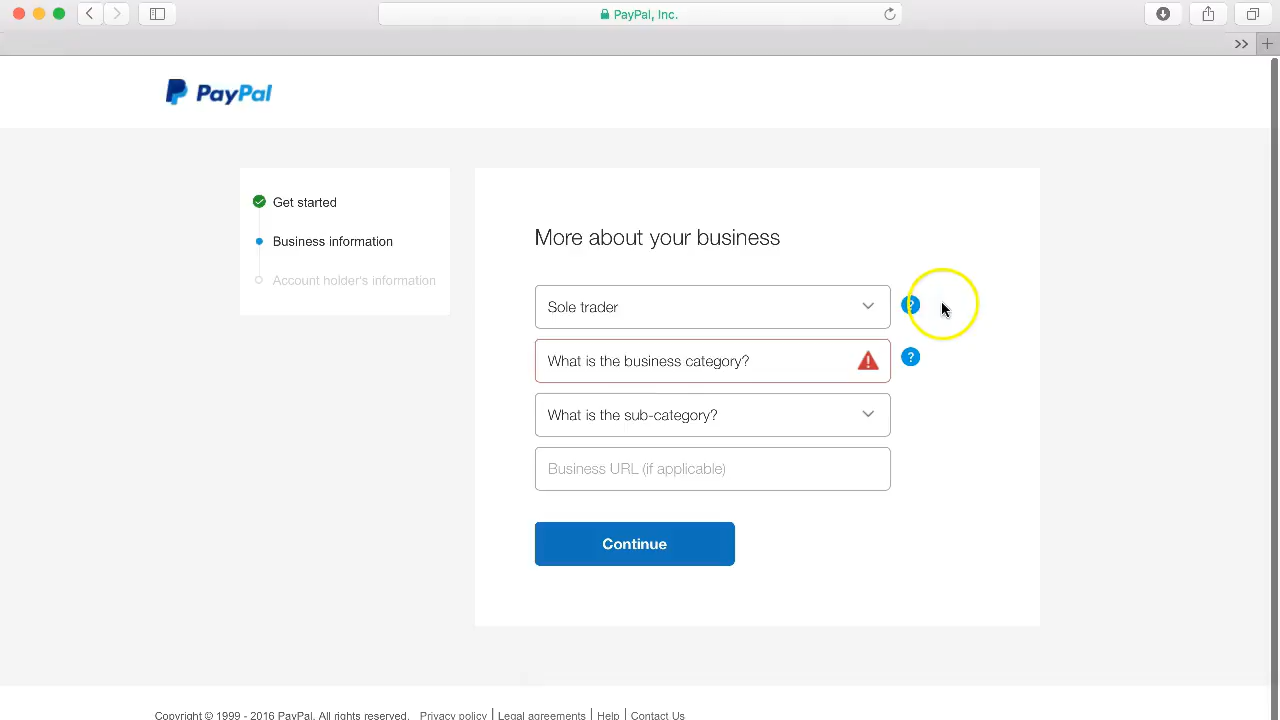 PayPal, Inc.
PayPal
Get started
Business information
Account holder's information
More about your business
Sole trader
?
What is the business category?
?
What is the sub-category?
Business URL (if applicable)
Continue
Copyright © 1999 - 2016 PayPal. All rights reserved. Privacy policy | Legal agreements | Help | Contact Us